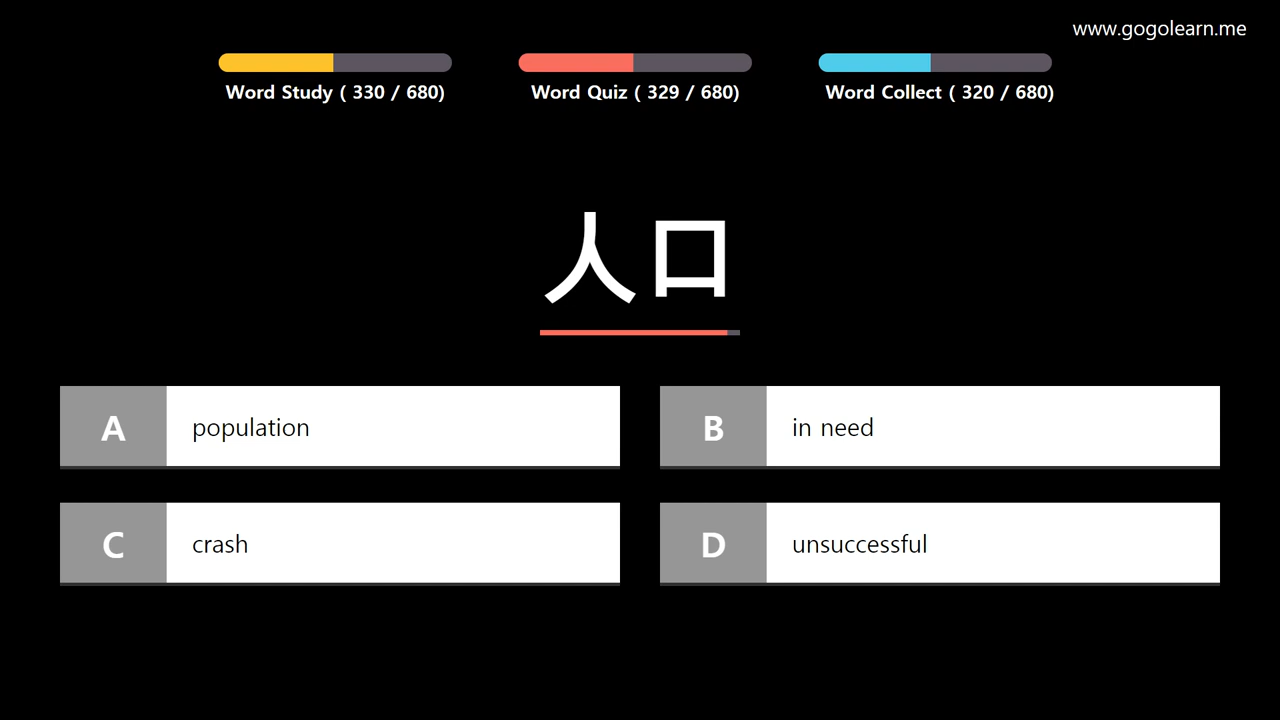 www.gogolearn.me
Word Study ( 330 / 680)
Word Quiz ( 329 / 680)
Word Collect ( 320 / 680)
人口
A population
B in need
C crash
D unsuccessful